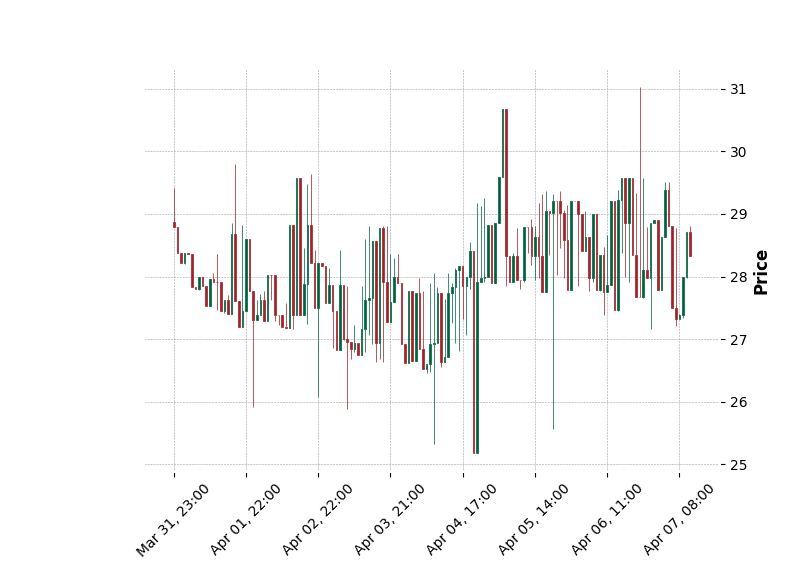 31
30
29
28
27
26
25
Price
Mar 31, 23:00
Apr 01, 22:00
Apr 02, 22:00
Apr 03, 21:00
Apr 04, 17:00
Apr 05, 14:00
Apr 06, 11:00
Apr 07, 08:00